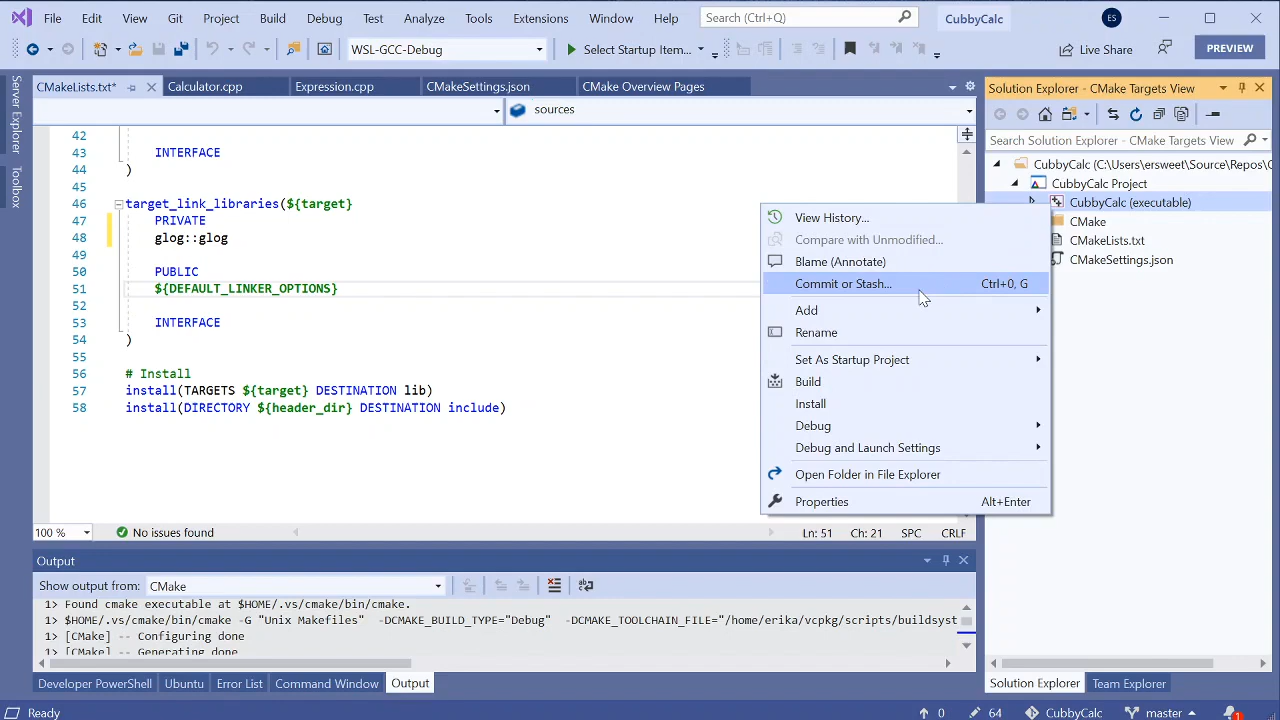 File Edit View Git Project Build Debug Test Analyze Tools Extensions Window Help Search (Ctrl+Q) CubbyCalc ES
WSL-GCC-Debug Select Startup Item... Live Share PREVIEW
Server Explorer
Toolbox
CMakeLists.txt* Calculator.cpp Expression.cpp CMakeSettings.json CMake Overview Pages
sources
42
43 INTERFACE
44 )
45
46 target_link_libraries(${target}
47 PRIVATE
48 glog::glog
49
50 PUBLIC
51 ${DEFAULT_LINKER_OPTIONS}
52
53 INTERFACE
54 )
55
56 # Install
57 install(TARGETS ${target} DESTINATION lib)
58 install(DIRECTORY ${header_dir} DESTINATION include)
100 % No issues found Ln: 51 Ch: 21 SPC CRLF
View History...
Compare with Unmodified...
Blame (Annotate)
Commit or Stash... Ctrl+0, G
Add
Rename
Set As Startup Project
Build
Install
Debug
Debug and Launch Settings
Open Folder in File Explorer
Properties Alt+Enter
Solution Explorer - CMake Targets View
Search Solution Explorer - CMake Targets View
CubbyCalc (C:\Users\ersweet\Source\Repos\C
CubbyCalc Project
CubbyCalc (executable)
CMake
CMakeLists.txt
CMakeSettings.json
Solution Explorer Team Explorer
Output
Show output from: CMake
1> Found cmake executable at $HOME/.vs/cmake/bin/cmake.
1> $HOME/.vs/cmake/bin/cmake -G "Unix Makefiles" -DCMAKE_BUILD_TYPE="Debug" -DCMAKE_TOOLCHAIN_FILE="/home/erika/vcpkg/scripts/buildsyst
1> [CMake] -- Configuring done
1> [CMake] -- Generating done
Developer PowerShell Ubuntu Error List Command Window Output
Ready 0 64 CubbyCalc master 1